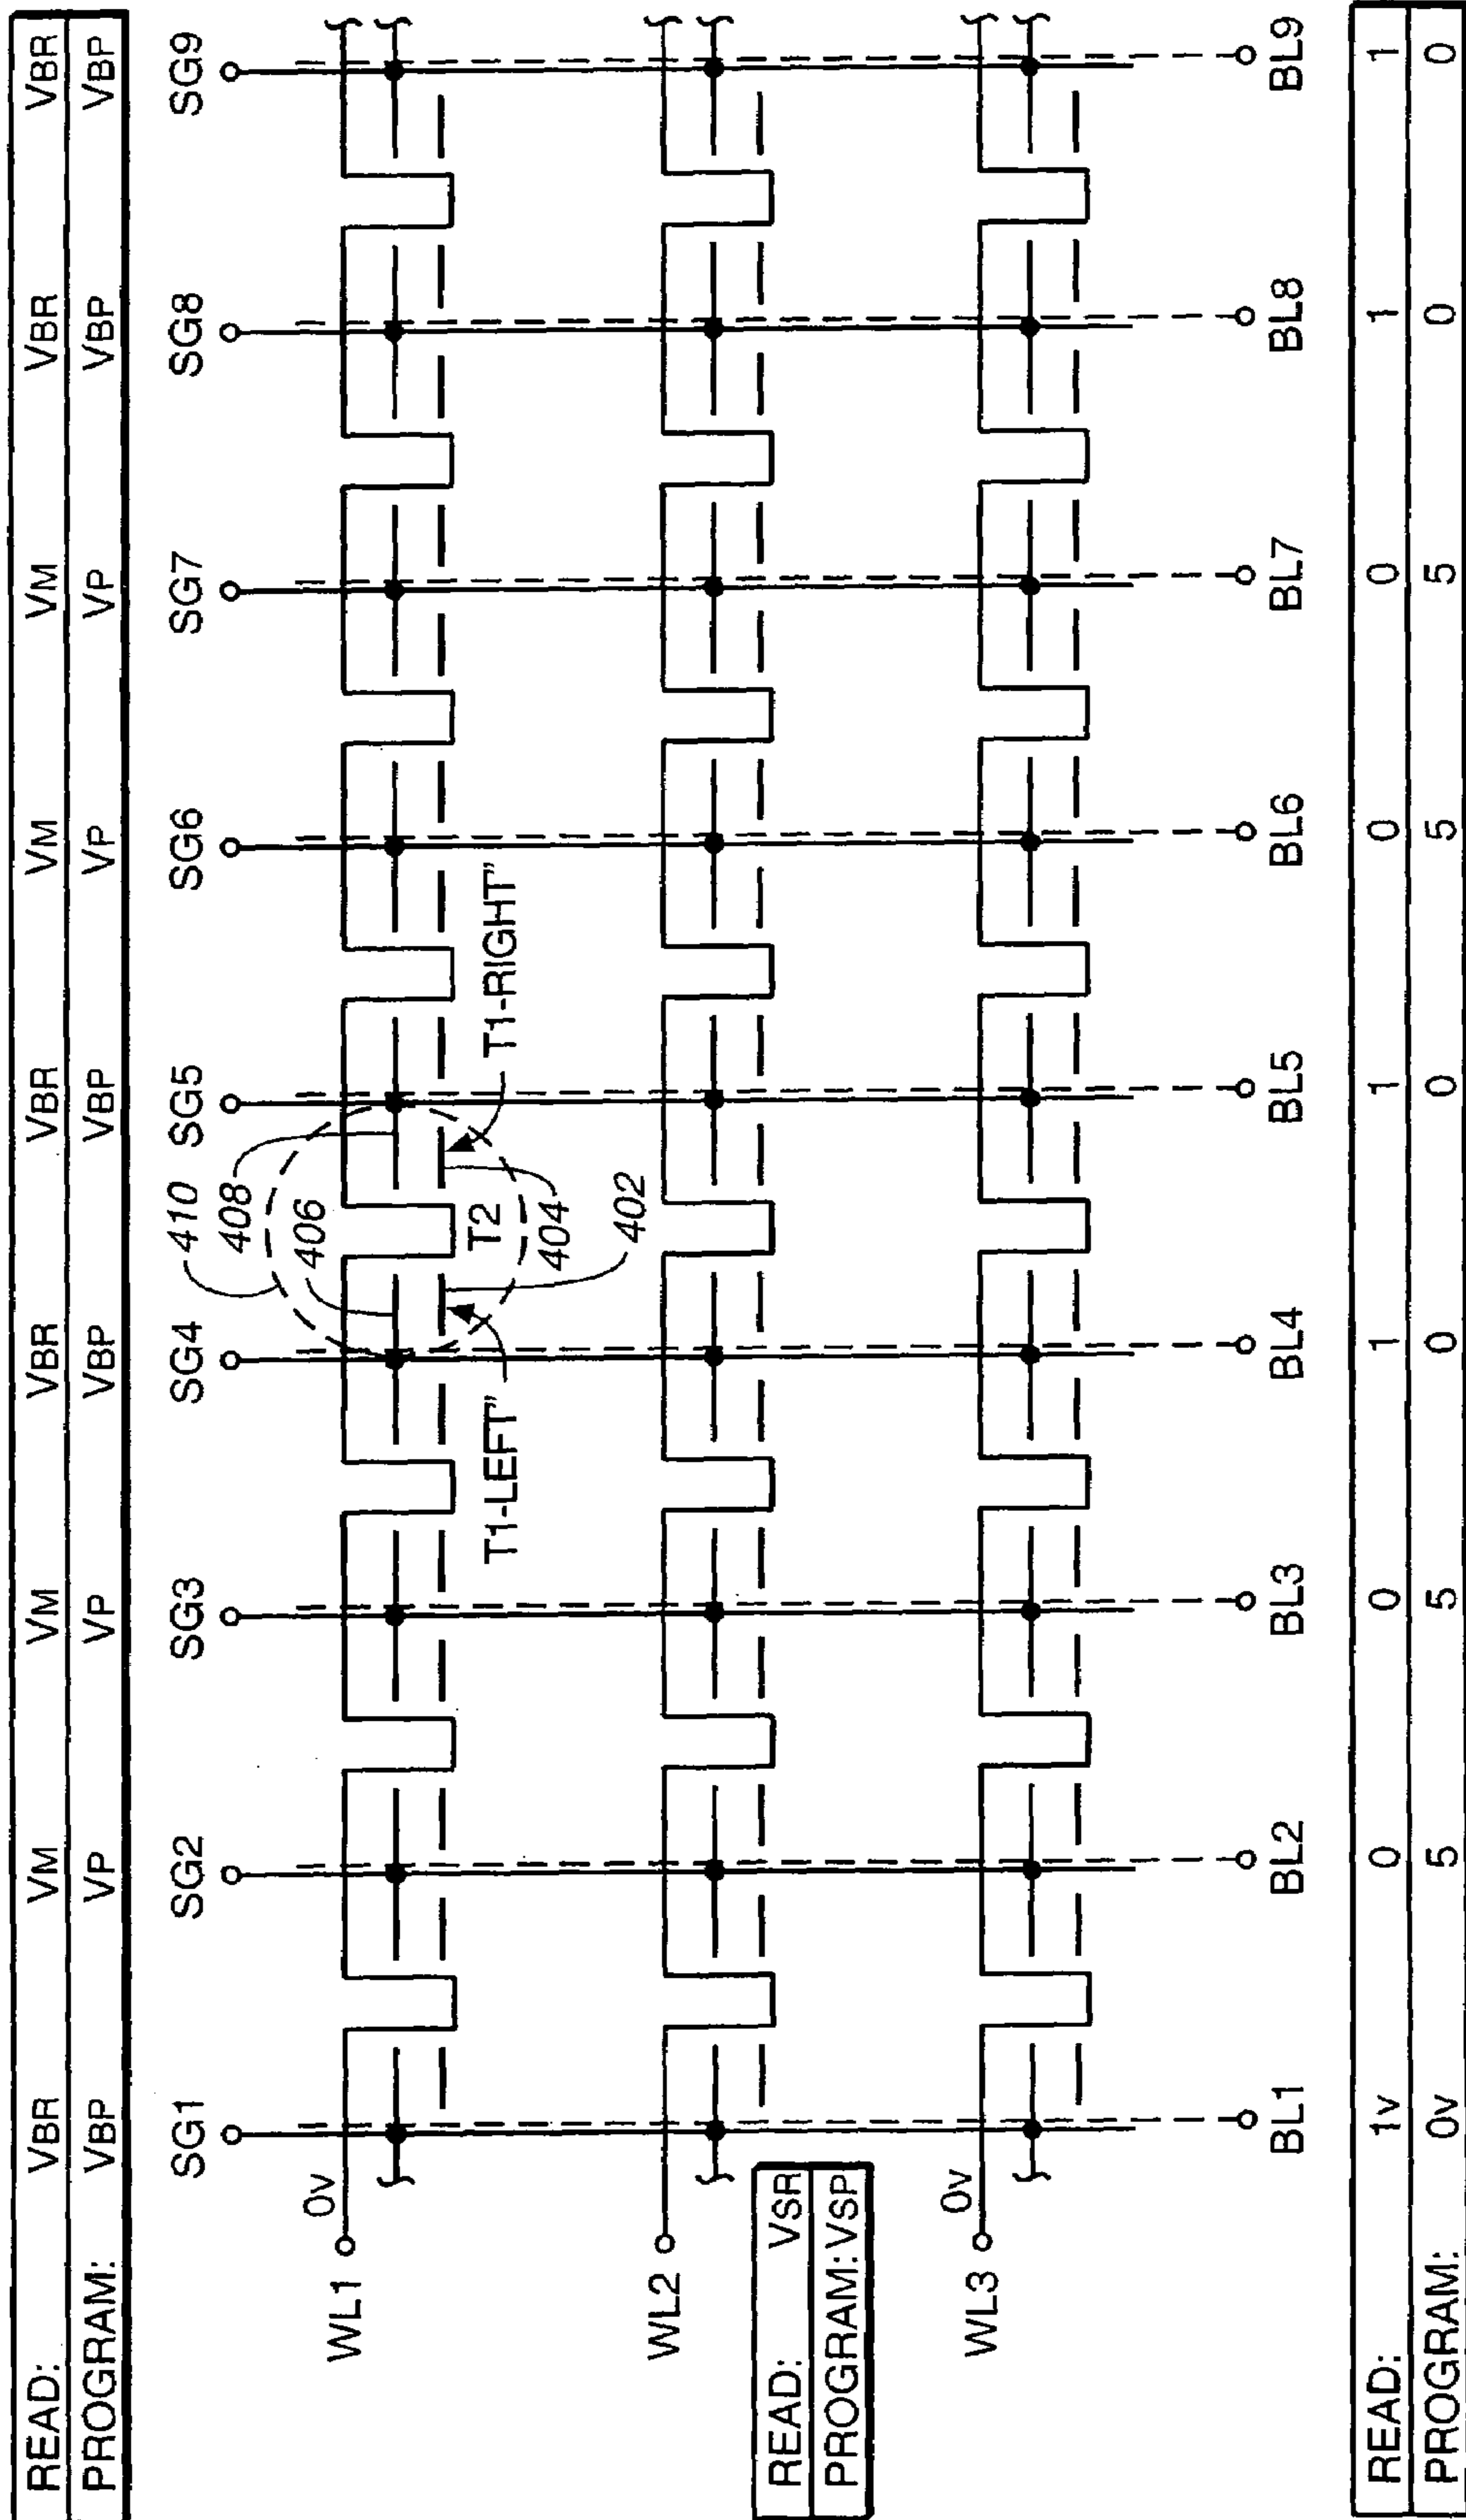 READ: VBR VM VM VBR VBR VM VM VBR VBR
PROGRAM: VBP VP VP VBP VBP VP VP VBP VBP
SG1 SG2 SG3 SG4 SG5 SG6 SG7 SG8 SG9
410
408
406
WL1 0v
T2
T1-LEFT" T1-RIGHT"
404
402
WL2
READ: VSR
PROGRAM: VSP
WL3 0v
BL1 BL2 BL3 BL4 BL5 BL6 BL7 BL8 BL9
READ: 1v 0 0 1 1 0 0 1 1
PROGRAM: 0v 5 5 0 0 5 5 0 0